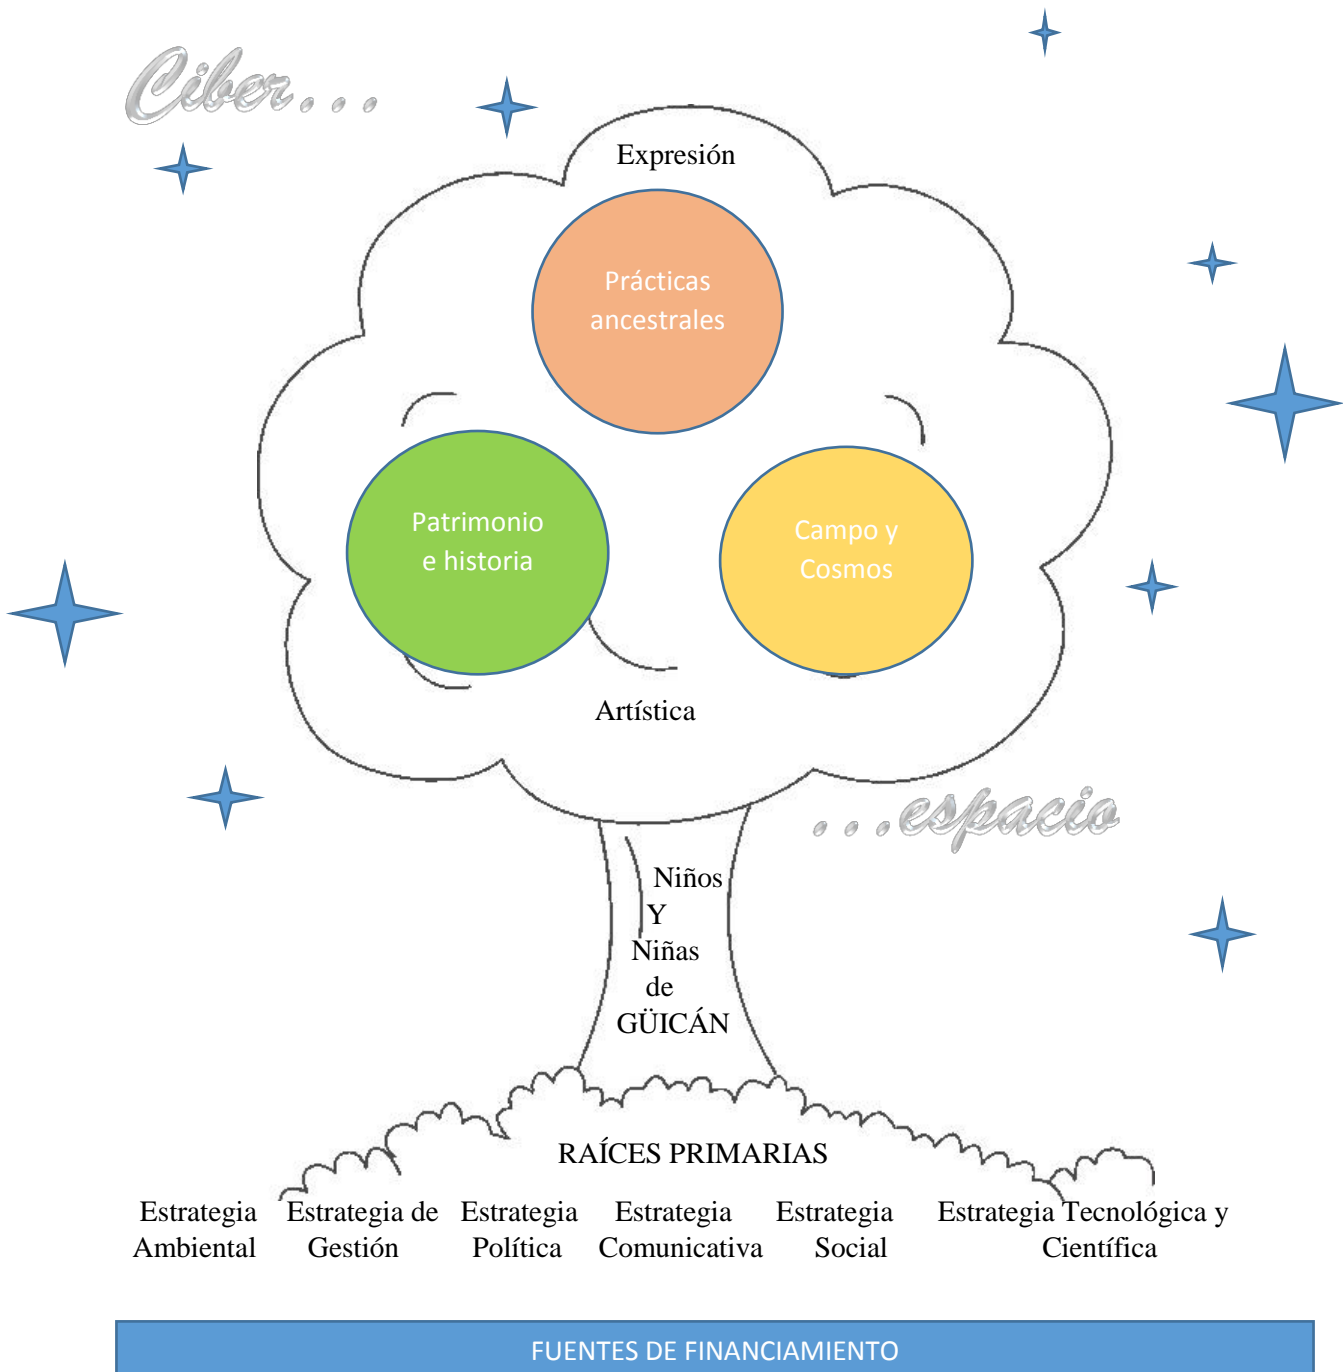 Ciber...
Expresión
Prácticas
ancestrales
Patrimonio
e historia
Campo y
Cosmos
Artística
...espacio
Niños
Y
Niñas
de
GÜICÁN
RAÍCES PRIMARIAS
Estrategia
Ambiental
Estrategia de
Gestión
Estrategia
Política
Estrategia
Comunicativa
Estrategia
Social
Estrategia Tecnológica y
Científica
FUENTES DE FINANCIAMIENTO